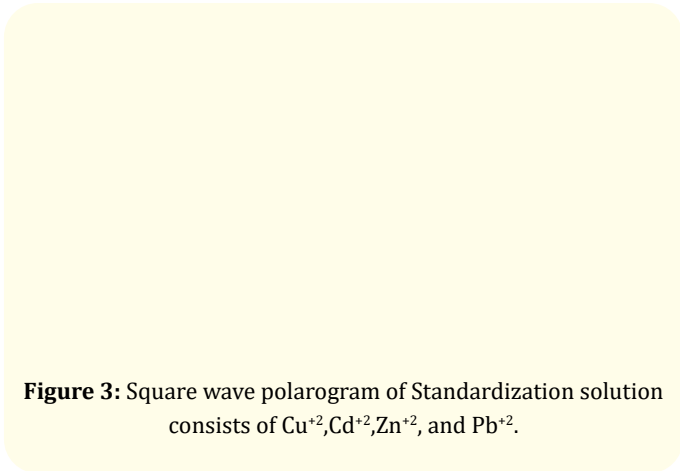 Figure 3: Square wave polarogram of Standardization solution
consists of Cu⁺²,Cd⁺²,Zn⁺², and Pb⁺².